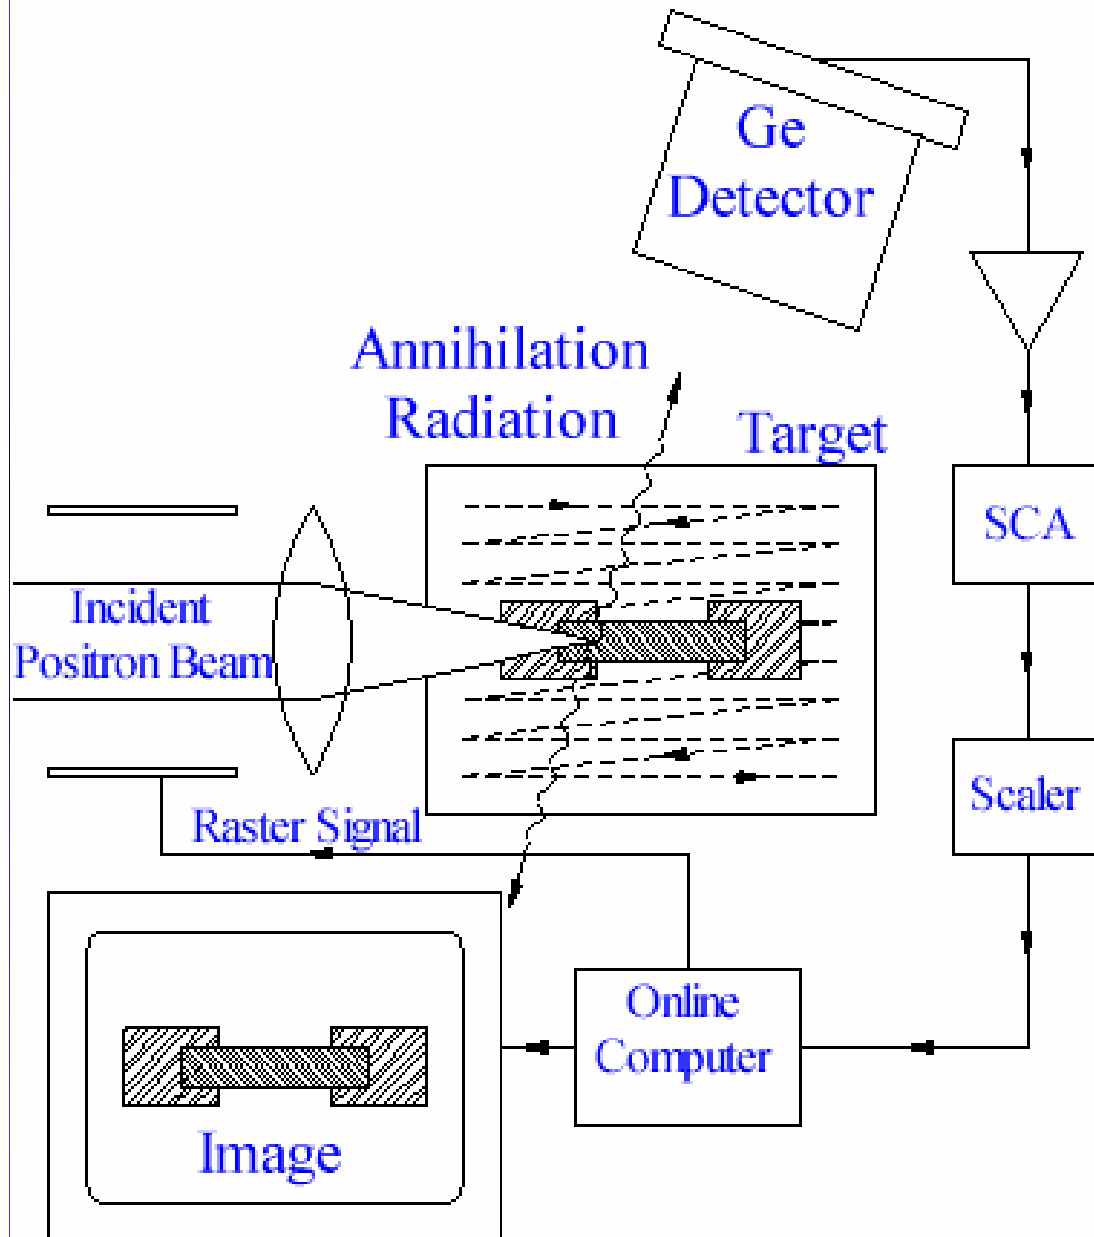 Ge
Detector
Annihilation
Radiation
Target
SCA
Incident
Positron Beam
Scaler
Raster Signal
Online
Computer
Image